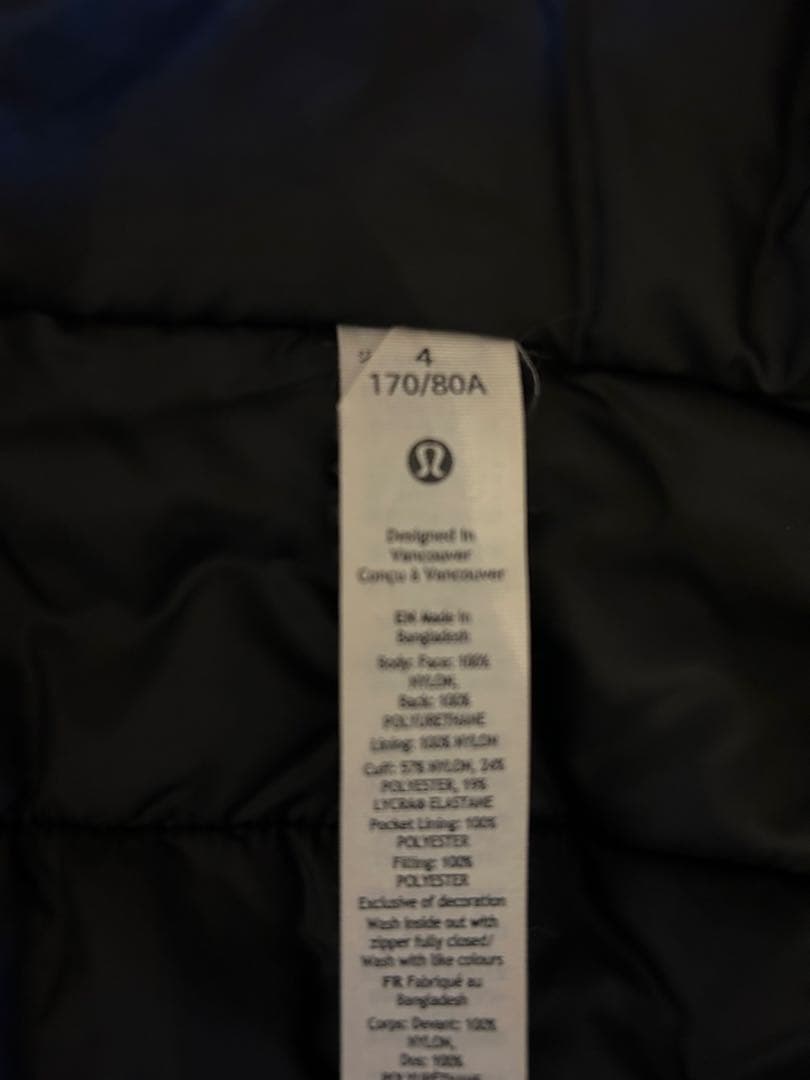 4
170/80A
Designed in
Vancouver
Conçu à Vancouver
EN Made in
Bangladesh
Body: Face: 100%
NYLON,
Back: 100%
POLYURETHANE
Lining: 100% NYLON
Cuff: 57% NYLON, 24%
POLYESTER, 19%
LYCRA® ELASTANE
Pocket Lining: 100%
POLYESTER
Filling: 100%
POLYESTER
Exclusive of decoration
Wash inside out with
zipper fully closed/
Wash with like colours
FR Fabriqué au
Bangladesh
Corps: Devant: 100%
NYLON,
Dos: 100%
POLYURÉTHANE